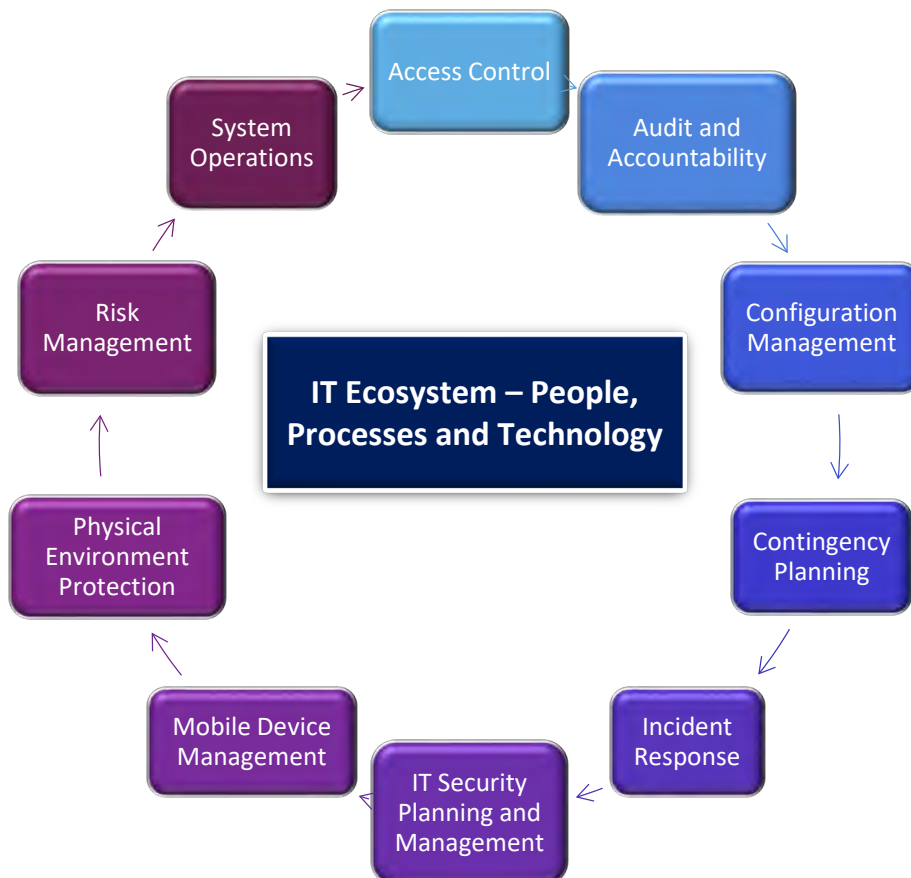 Access Control
Audit and
Accountability
Configuration
Management
Contingency
Planning
Incident
Response
IT Security
Planning and
Management
Mobile Device
Management
Physical
Environment
Protection
Risk
Management
System
Operations
IT Ecosystem – People,
Processes and Technology